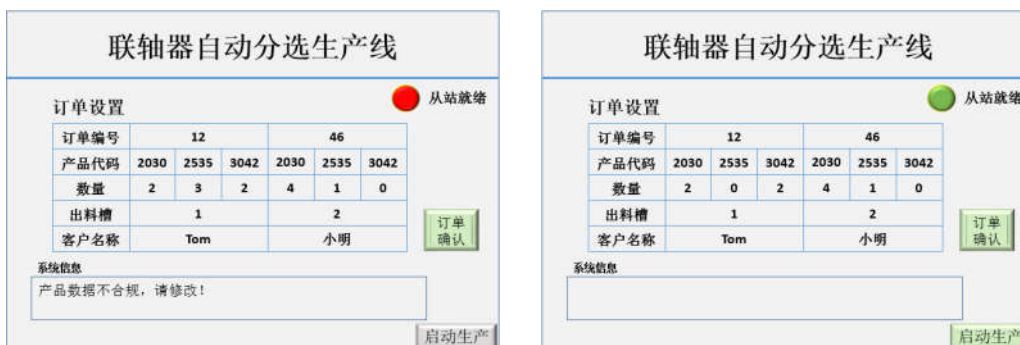 联轴器自动分选生产线
从站就绪
订单设置
订单编号 12 46
产品代码 2030 2535 3042 2030 2535 3042
数量 2 3 2 4 1 0
出料槽 1 2
客户名称 Tom 小明
订单
确认
系统信息
产品数据不合规，请修改！
启动生产
联轴器自动分选生产线
从站就绪
订单设置
订单编号 12 46
产品代码 2030 2535 3042 2030 2535 3042
数量 2 0 2 4 1 0
出料槽 1 2
客户名称 Tom 小明
订单
确认
系统信息
启动生产